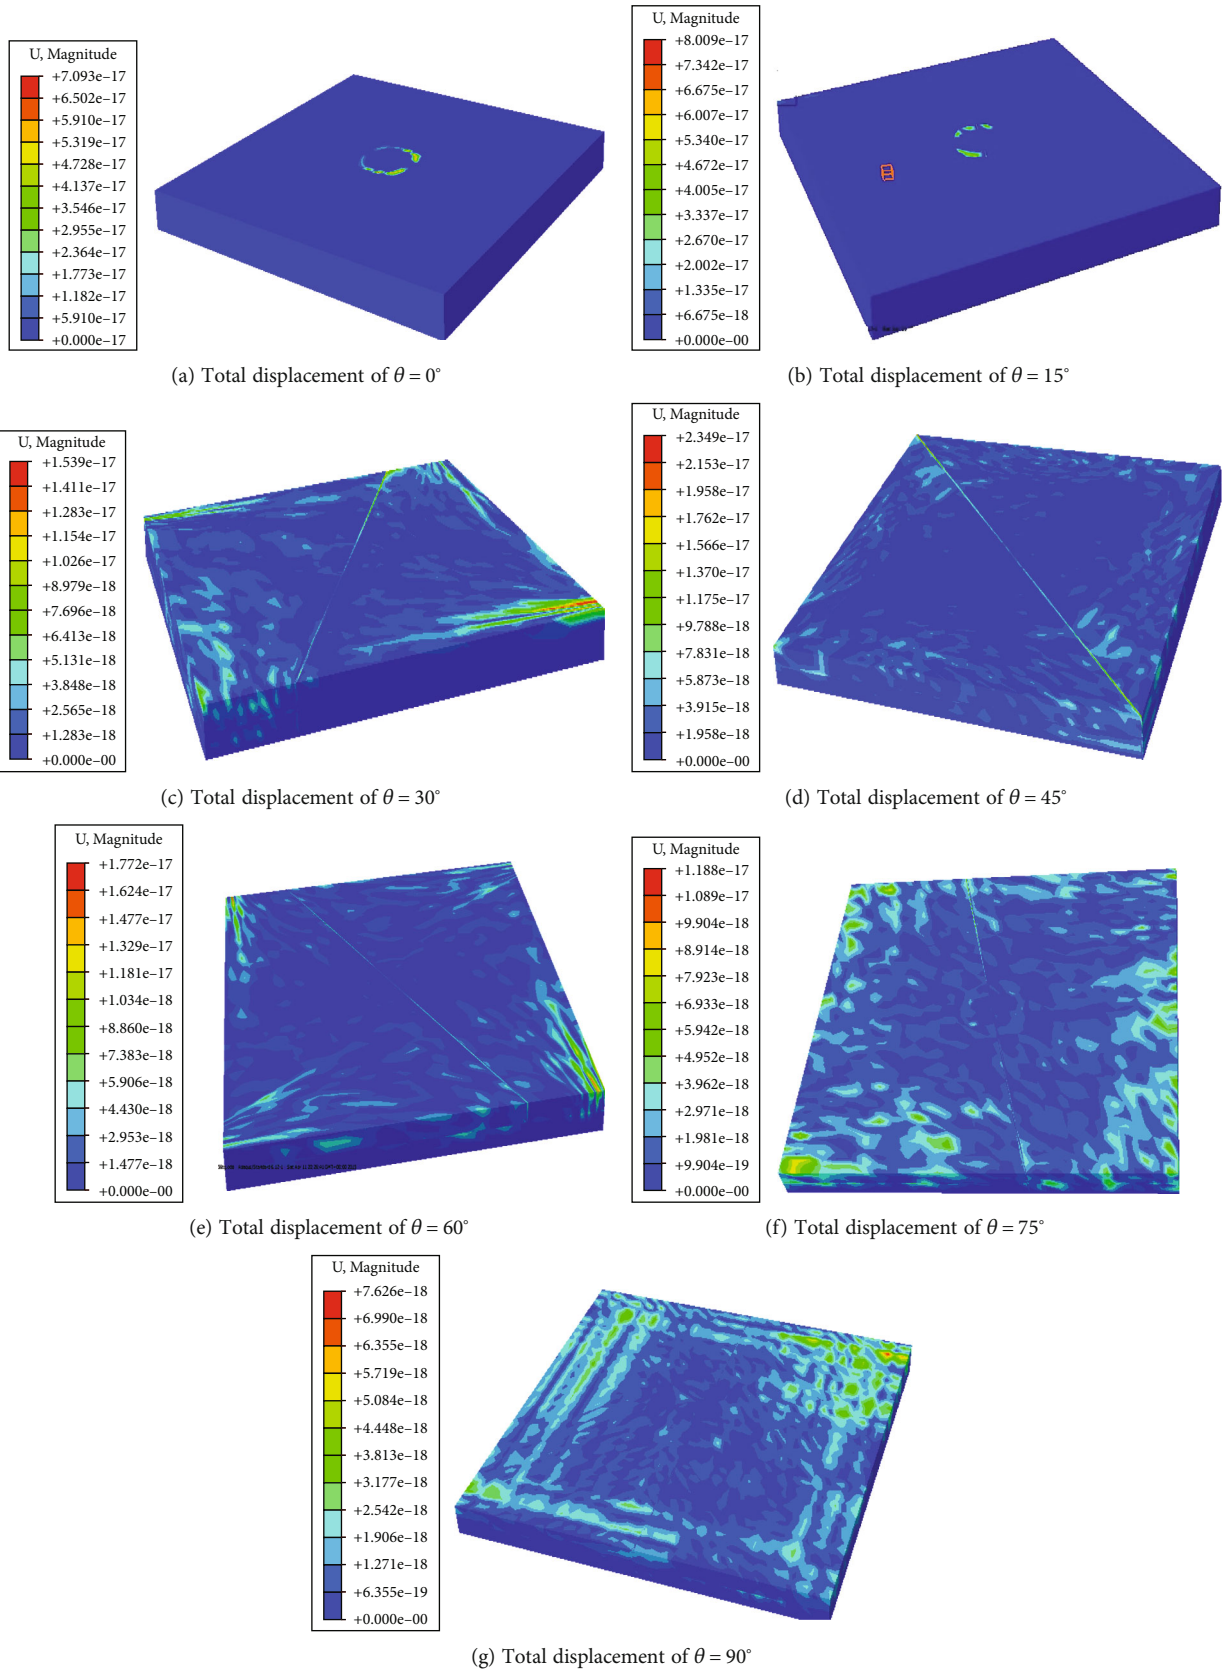 U, Magnitude
+7.093e−17
+6.502e−17
+5.910e−17
+5.319e−17
+4.728e−17
+4.137e−17
+3.546e−17
+2.955e−17
+2.364e−17
+1.773e−17
+1.182e−17
+5.910e−17
+0.000e−17
(a) Total displacement of θ = 0°
U, Magnitude
+8.009e−17
+7.342e−17
+6.675e−17
+6.007e−17
+5.340e−17
+4.672e−17
+4.005e−17
+3.337e−17
+2.670e−17
+2.002e−17
+1.335e−17
+6.675e−18
+0.000e−00
(b) Total displacement of θ = 15°
U, Magnitude
+1.539e−17
+1.411e−17
+1.283e−17
+1.154e−17
+1.026e−17
+8.979e−18
+7.696e−18
+6.413e−18
+5.131e−18
+3.848e−18
+2.565e−18
+1.283e−18
+0.000e−00
(c) Total displacement of θ = 30°
U, Magnitude
+2.349e−17
+2.153e−17
+1.958e−17
+1.762e−17
+1.566e−17
+1.370e−17
+1.175e−17
+9.788e−18
+7.831e−18
+5.873e−18
+3.915e−18
+1.958e−18
+0.000e−00
(d) Total displacement of θ = 45°
U, Magnitude
+1.772e−17
+1.624e−17
+1.477e−17
+1.329e−17
+1.181e−17
+1.034e−18
+8.860e−18
+7.383e−18
+5.906e−18
+4.430e−18
+2.953e−18
+1.477e−18
+0.000e−00
(e) Total displacement of θ = 60°
U, Magnitude
+1.188e−17
+1.089e−17
+9.904e−18
+8.914e−18
+7.923e−18
+6.933e−18
+5.942e−18
+4.952e−18
+3.962e−18
+2.971e−18
+1.981e−18
+9.904e−19
+0.000e−00
(f) Total displacement of θ = 75°
U, Magnitude
+7.626e−18
+6.990e−18
+6.355e−18
+5.719e−18
+5.084e−18
+4.448e−18
+3.813e−18
+3.177e−18
+2.542e−18
+1.906e−18
+1.271e−18
+6.355e−19
+0.000e−00
(g) Total displacement of θ = 90°